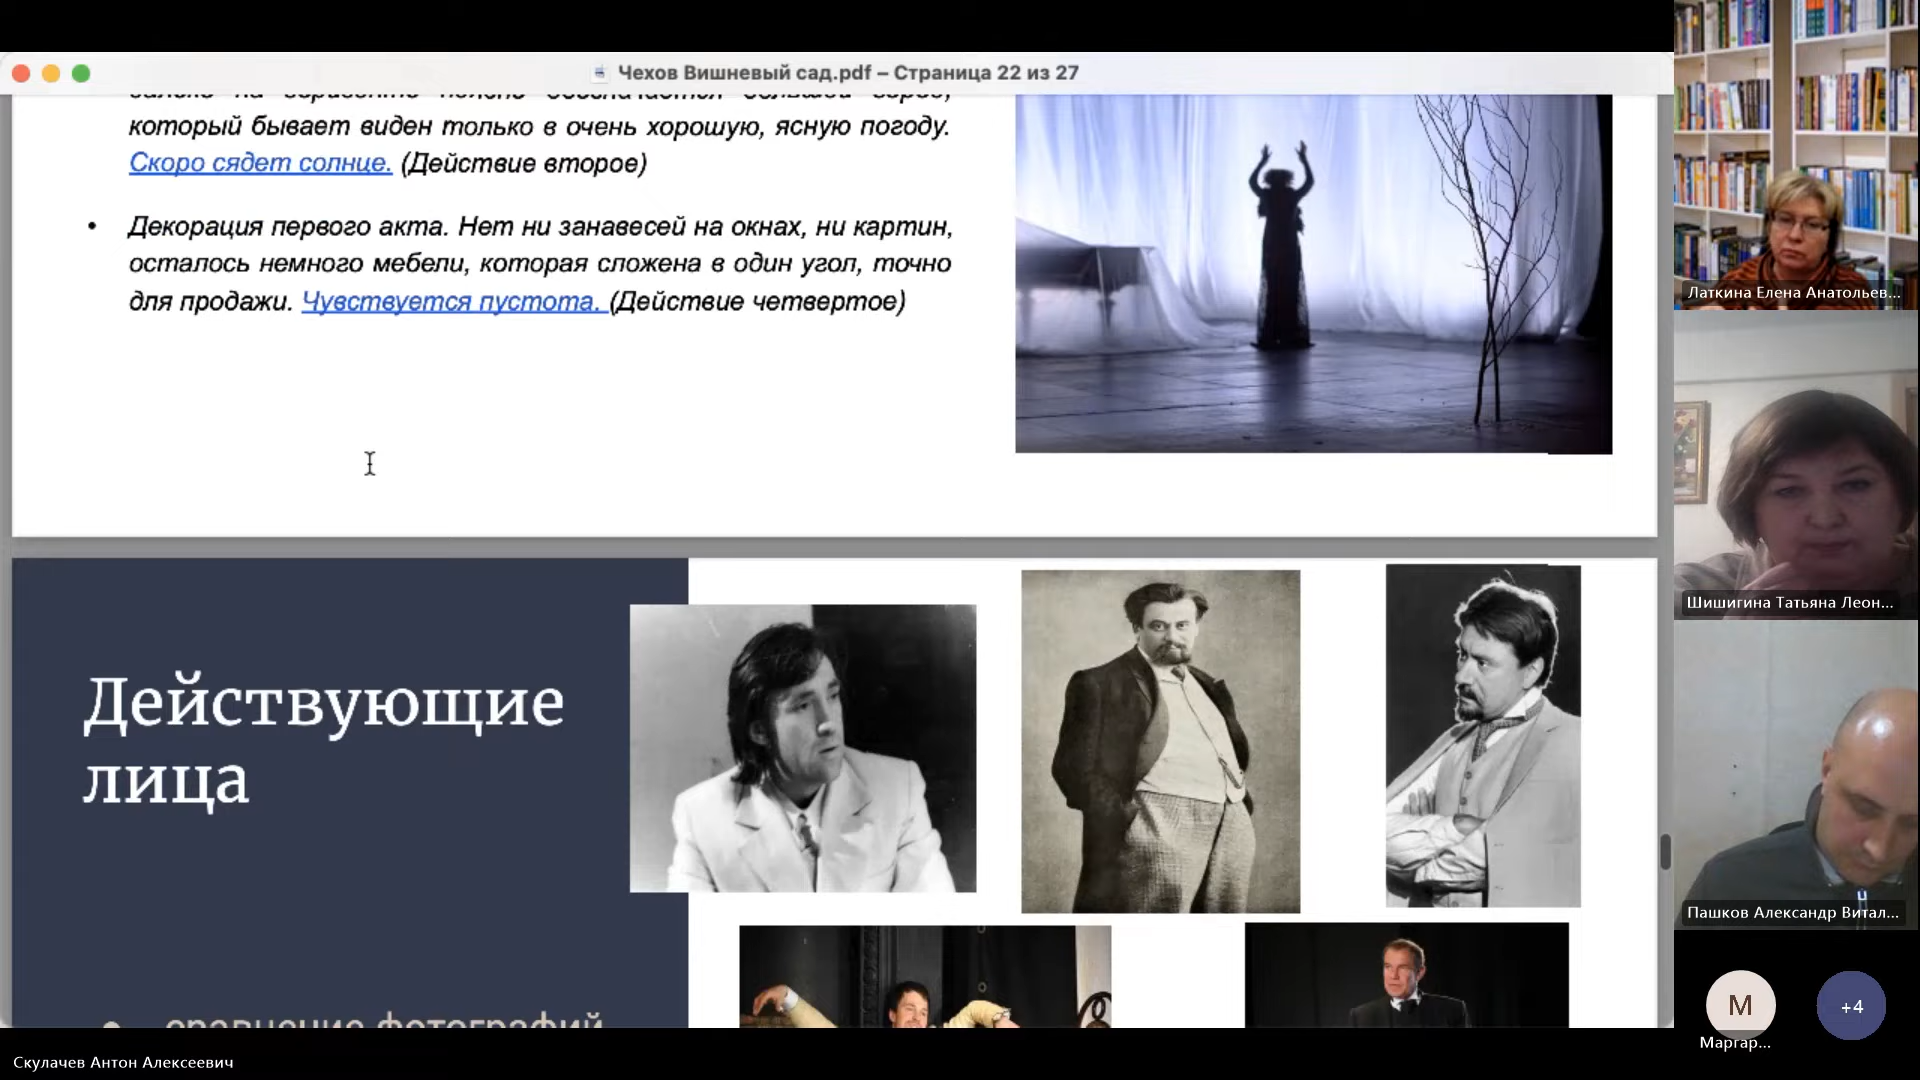 Чехов Вишневый сад.pdf – Страница 22 из 27
который бывает виден только в очень хорошую, ясную погоду.
Скоро сядет солнце. (Действие второе)
• Декорация первого акта. Нет ни занавесей на окнах, ни картин,
осталось немного мебели, которая сложена в один угол, точно
для продажи. Чувствуется пустота. (Действие четвертое)
Действующие
лица
сравнение фотографий
Латкина Елена Анатольев...
Шишигина Татьяна Леон...
Пашков Александр Витал...
М
+4
Маргар...
Скулачев Антон Алексеевич